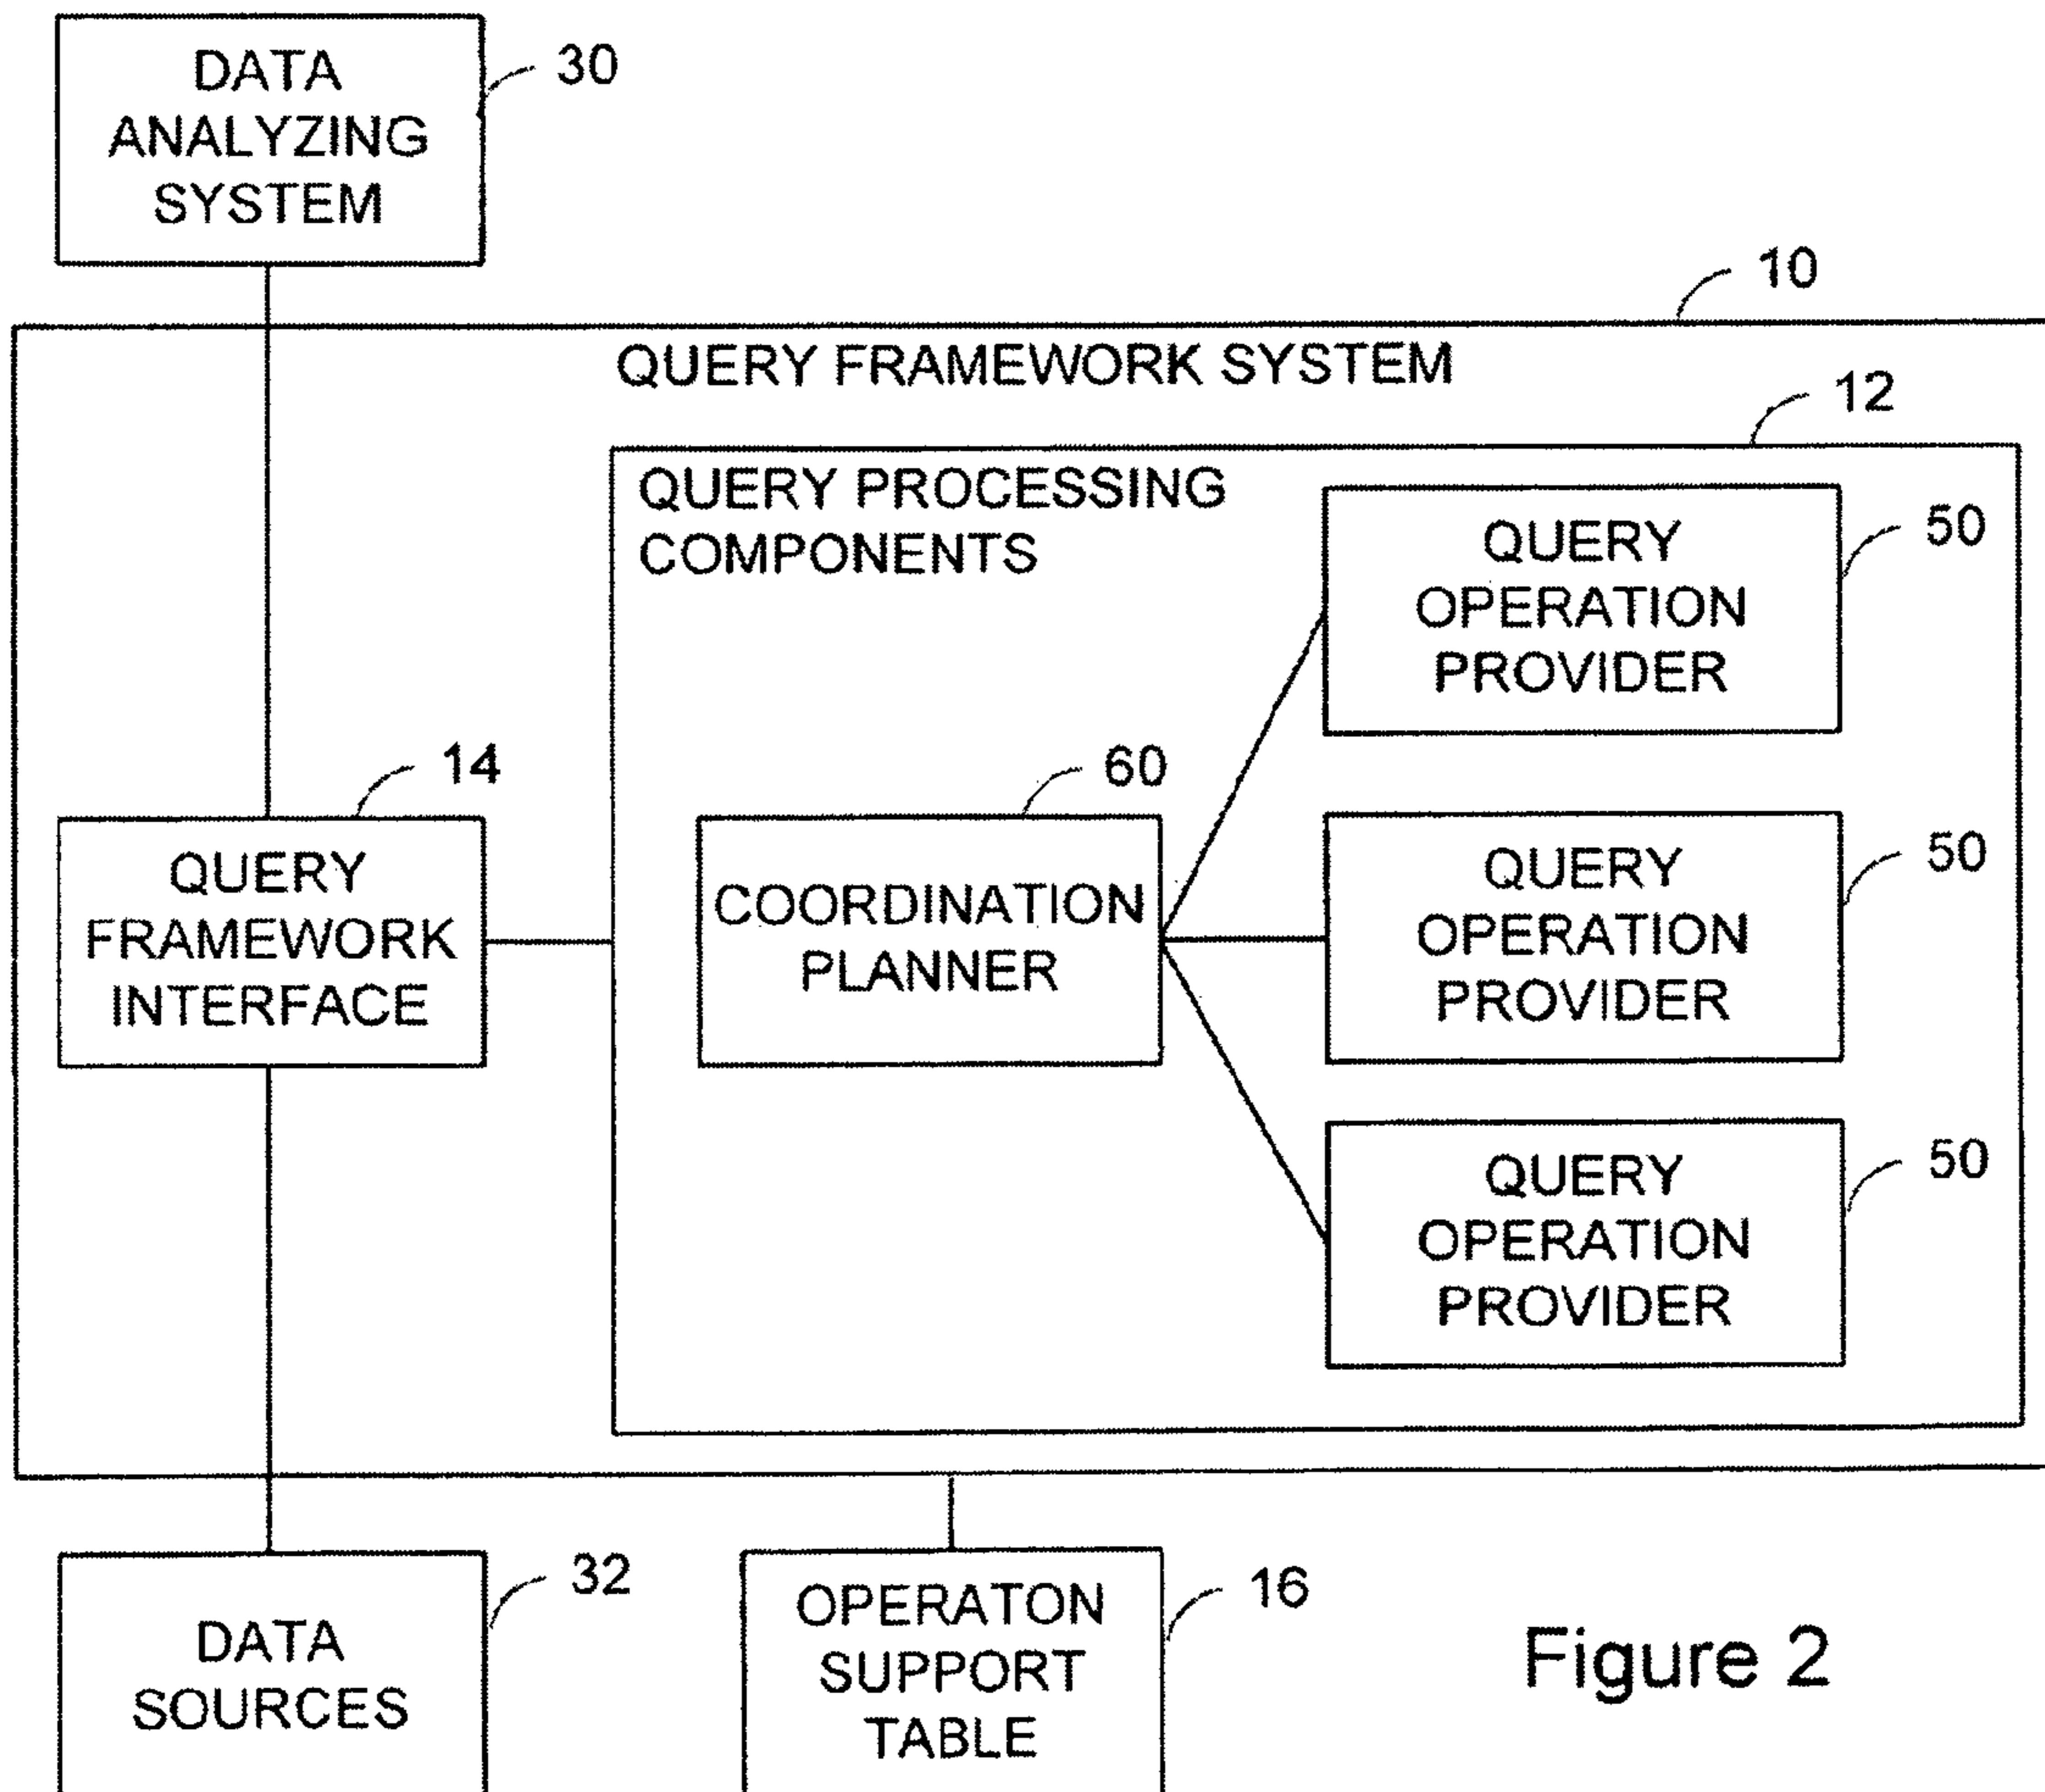 DATA
ANALYZING
SYSTEM
30
10
QUERY FRAMEWORK SYSTEM
12
QUERY PROCESSING
COMPONENTS
QUERY
OPERATION
PROVIDER
50
14
QUERY
FRAMEWORK
INTERFACE
60
COORDINATION
PLANNER
QUERY
OPERATION
PROVIDER
50
QUERY
OPERATION
PROVIDER
50
DATA
SOURCES
32
OPERATON
SUPPORT
TABLE
16
Figure 2